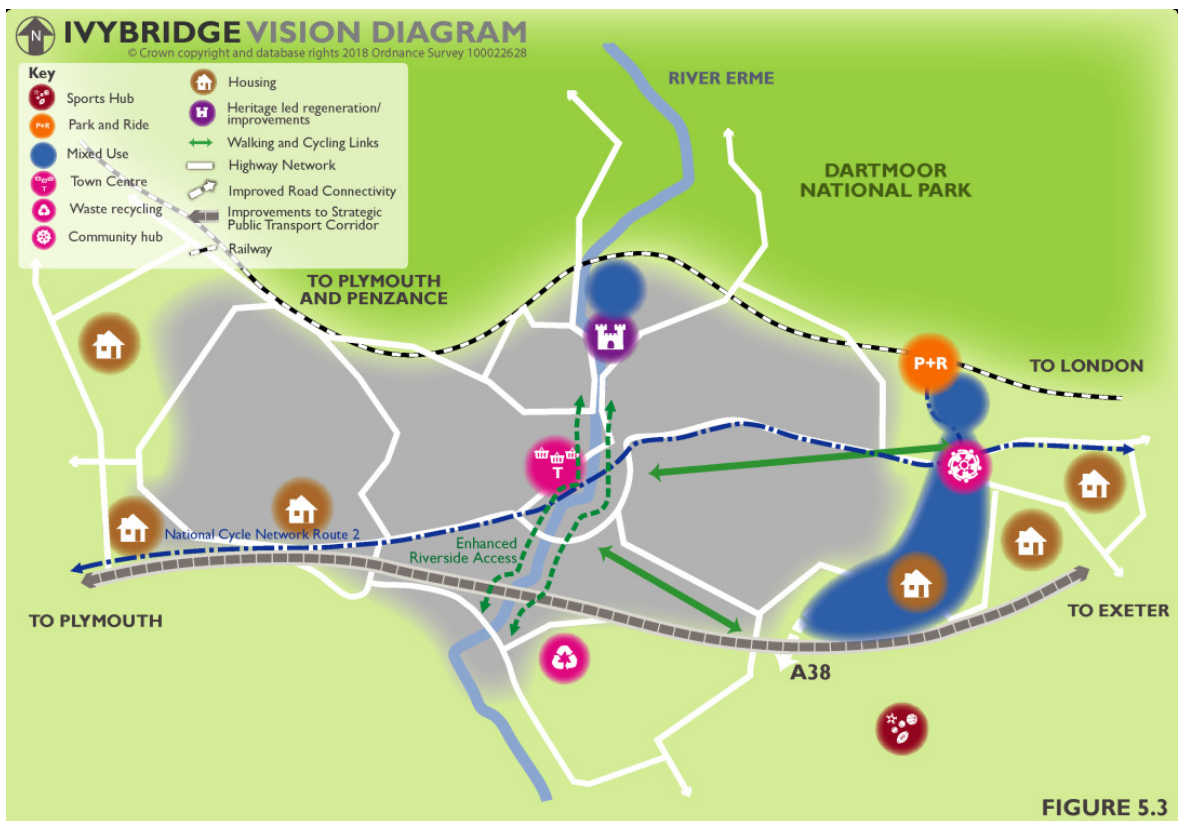 N
IVYBRIDGE VISION DIAGRAM
© Crown copyright and database rights 2018 Ordnance Survey 100022628
Key
Sports Hub
P+R
Park and Ride
Mixed Use
T
Town Centre
Waste recycling
Community hub
Housing
Heritage led regeneration/
improvements
Walking and Cycling Links
Highway Network
Improved Road Connectivity
Improvements to Strategic
Public Transport Corridor
Railway
RIVER ERME
DARTMOOR
NATIONAL PARK
TO PLYMOUTH
AND PENZANCE
P+R
TO LONDON
T
National Cycle Network Route 2
Enhanced
Riverside Access
TO PLYMOUTH
TO EXETER
A38
FIGURE 5.3